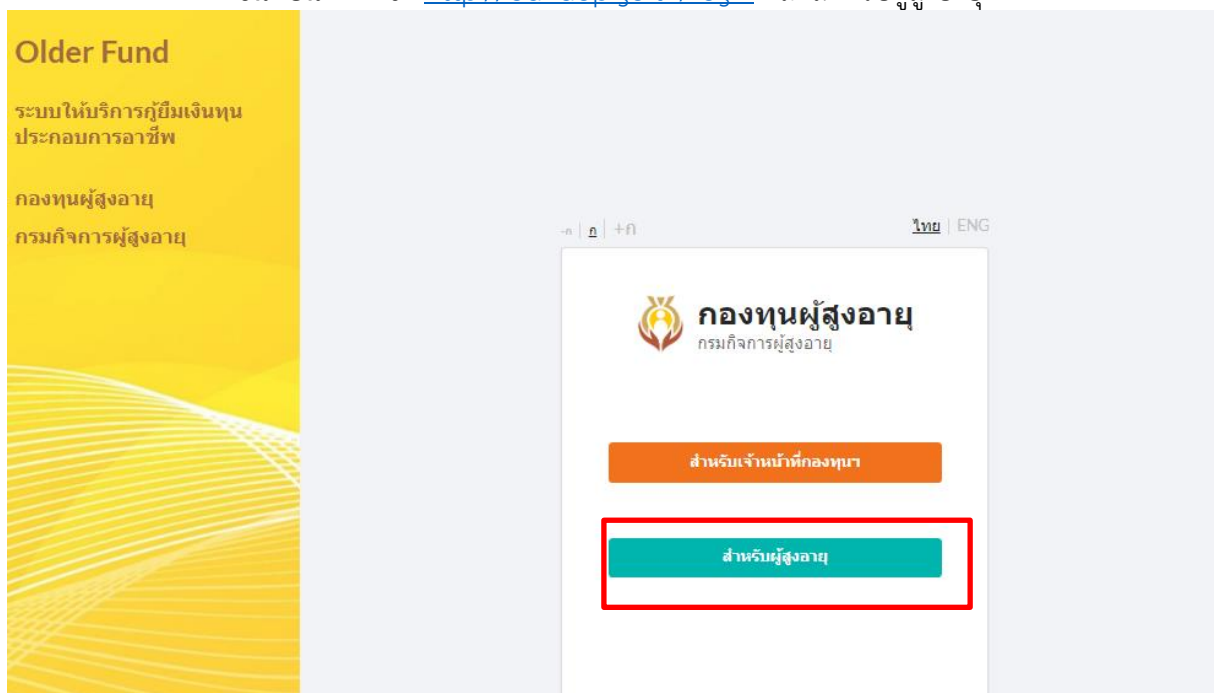 Older Fund
ระบบให้บริการกู้ยืมเงินทุน
ประกอบการอาชีพ
กองทุนผู้สูงอายุ
กรมกิจการผู้สูงอายุ
-ก | ก | +ก
ไทย | ENG
กองทุนผู้สูงอายุ
กรมกิจการผู้สูงอายุ
สำหรับเจ้าหน้าที่กองทุนฯ
สำหรับผู้สูงอายุ